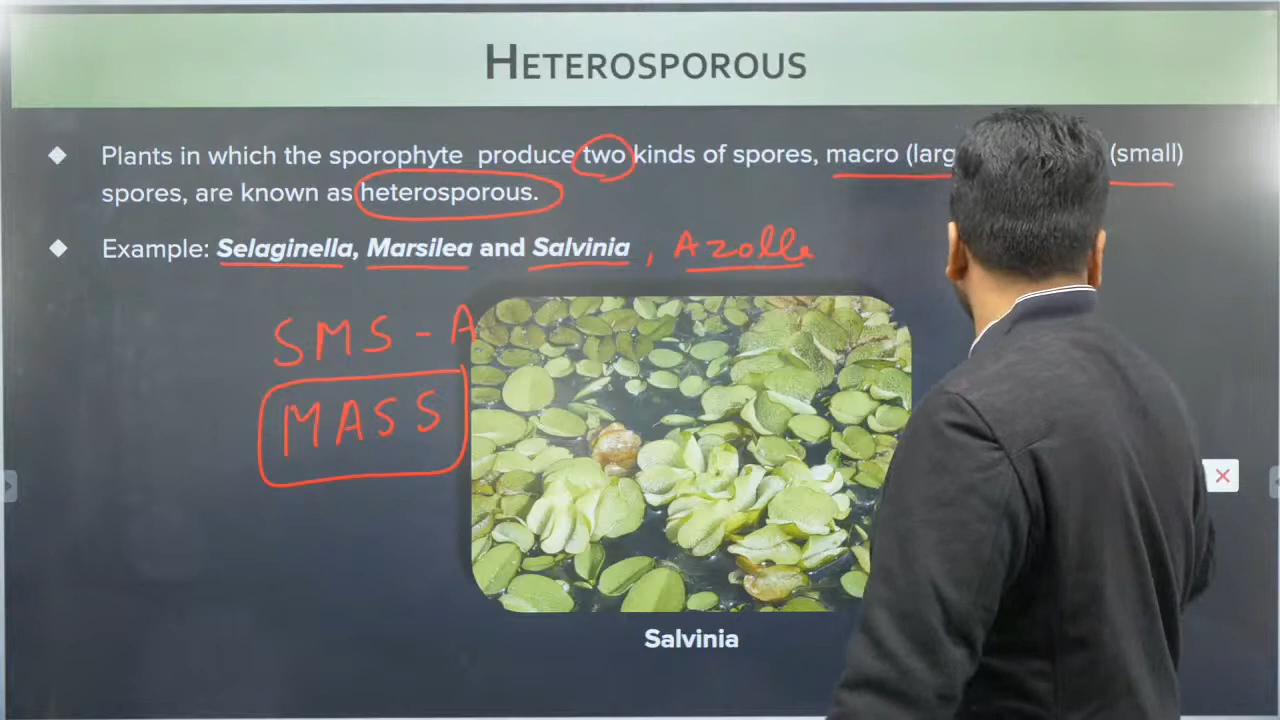 HETEROSPOROUS
◆ Plants in which the sporophyte produce two kinds of spores, macro (larg (small)
spores, are known as heterosporous.
◆ Example: Selaginella, Marsilea and Salvinia, Azolla
SMS - A
MASS
Salvinia